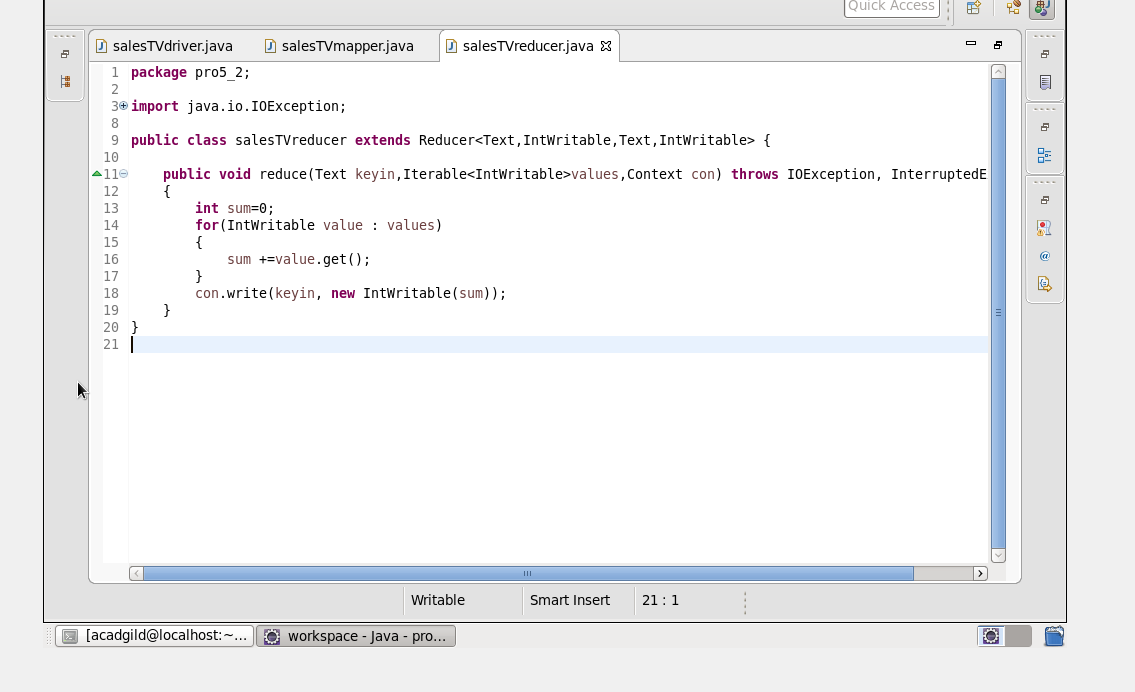 Quick Access
salesTVdriver.java salesTVmapper.java salesTVreducer.java
1 package pro5_2;
2
3 import java.io.IOException;
8
9 public class salesTVreducer extends Reducer<Text,IntWritable,Text,IntWritable> {
10
11 public void reduce(Text keyin,Iterable<IntWritable>values,Context con) throws IOException, InterruptedE
12 {
13 int sum=0;
14 for(IntWritable value : values)
15 {
16 sum +=value.get();
17 }
18 con.write(keyin, new IntWritable(sum));
19 }
20 }
21
Writable Smart Insert 21 : 1
[acadgild@localhost:~... workspace - Java - pro...